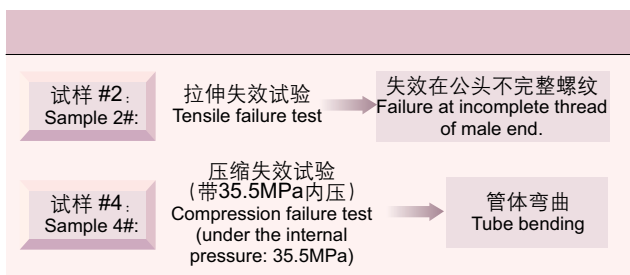 试样 #2：
Sample 2#:
拉伸失效试验
Tensile failure test
失效在公头不完整螺纹
Failure at incomplete thread
of male end.
试样 #4：
Sample 4#:
压缩失效试验
（带35.5MPa内压）
Compression failure test
(under the internal
pressure: 35.5MPa)
管体弯曲
Tube bending